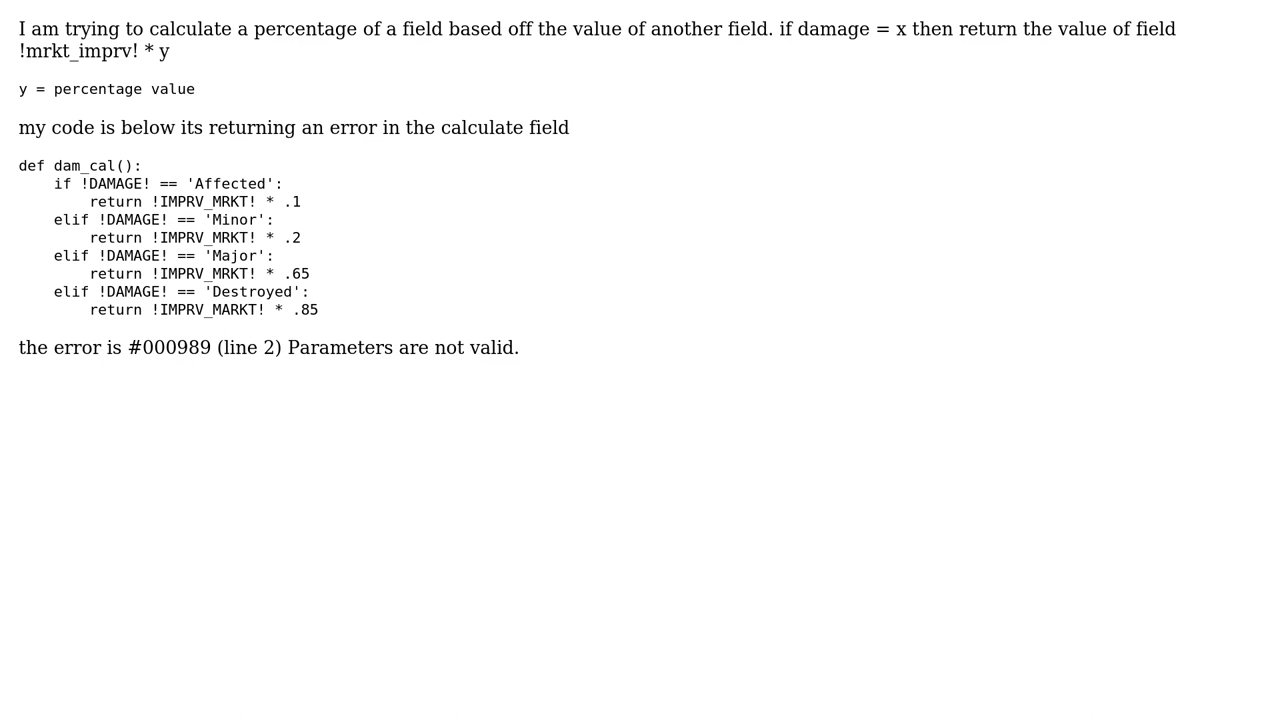 I am trying to calculate a percentage of a field based off the value of another field. if damage = x then return the value of field
!mrkt_imprv! * y
y = percentage value
my code is below its returning an error in the calculate field
def dam_cal():
    if !DAMAGE! == 'Affected':
        return !IMPRV_MRKT! * .1
    elif !DAMAGE! == 'Minor':
        return !IMPRV_MRKT! * .2
    elif !DAMAGE! == 'Major':
        return !IMPRV_MRKT! * .65
    elif !DAMAGE! == 'Destroyed':
        return !IMPRV_MARKT! * .85
the error is #000989 (line 2) Parameters are not valid.